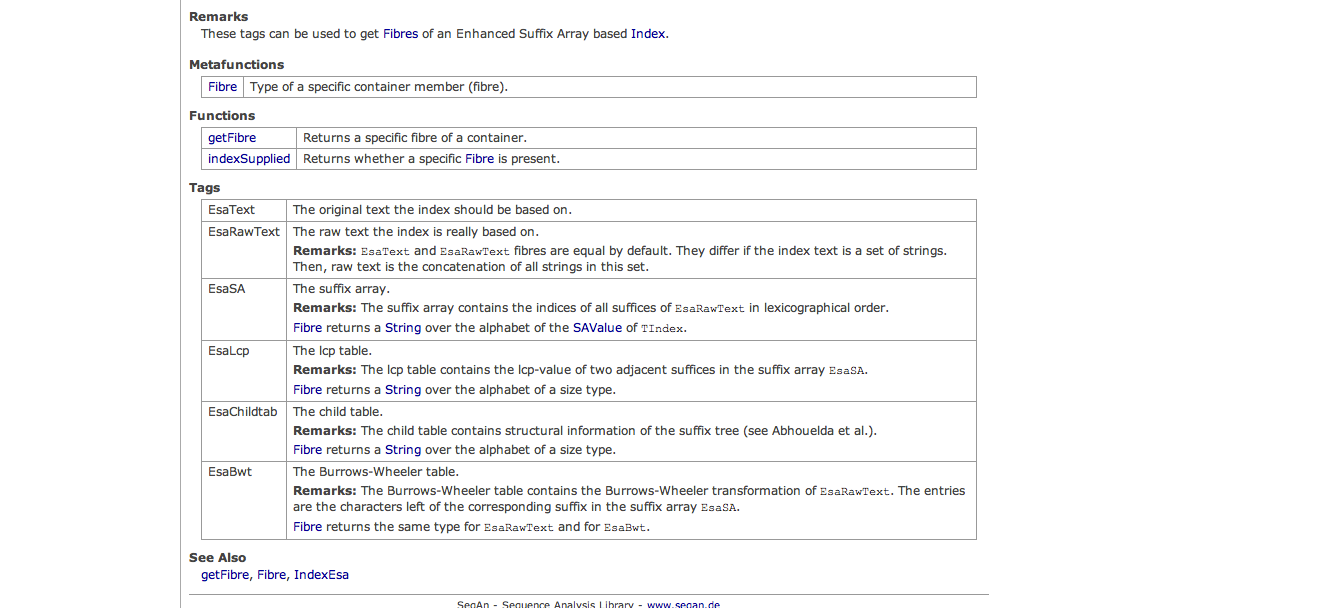 Remarks
These tags can be used to get Fibres of an Enhanced Suffix Array based Index.
Metafunctions
Fibre Type of a specific container member (fibre).
Functions
getFibre Returns a specific fibre of a container.
indexSupplied Returns whether a specific Fibre is present.
Tags
EsaText The original text the index should be based on.
EsaRawText The raw text the index is really based on.
Remarks: EsaText and EsaRawText fibres are equal by default. They differ if the index text is a set of strings.
Then, raw text is the concatenation of all strings in this set.
EsaSA The suffix array.
Remarks: The suffix array contains the indices of all suffices of EsaRawText in lexicographical order.
Fibre returns a String over the alphabet of the SAValue of TIndex.
EsaLcp The lcp table.
Remarks: The lcp table contains the lcp-value of two adjacent suffices in the suffix array EsaSA.
Fibre returns a String over the alphabet of a size type.
EsaChildtab The child table.
Remarks: The child table contains structural information of the suffix tree (see Abhouelda et al.).
Fibre returns a String over the alphabet of a size type.
EsaBwt The Burrows-Wheeler table.
Remarks: The Burrows-Wheeler table contains the Burrows-Wheeler transformation of EsaRawText. The entries
are the characters left of the corresponding suffix in the suffix array EsaSA.
Fibre returns the same type for EsaRawText and for EsaBwt.
See Also
getFibre, Fibre, IndexEsa
SeqAn - Sequence Analysis Library - www.seqan.de